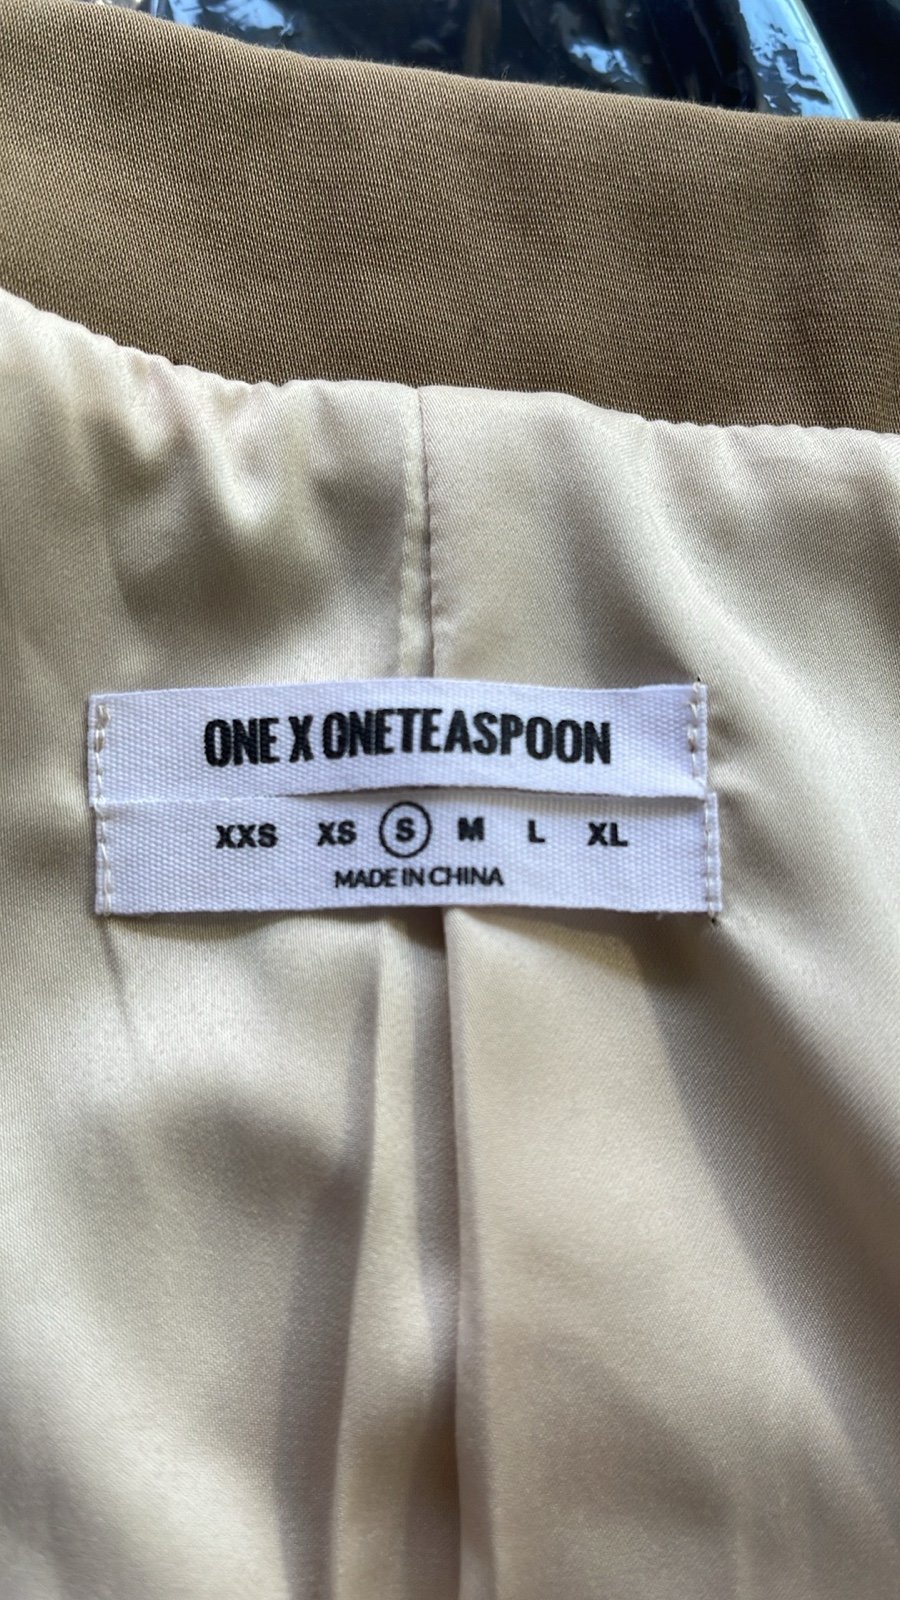 ONE X ONETEASPOON
XXS XS S M L XL
MADE IN CHINA